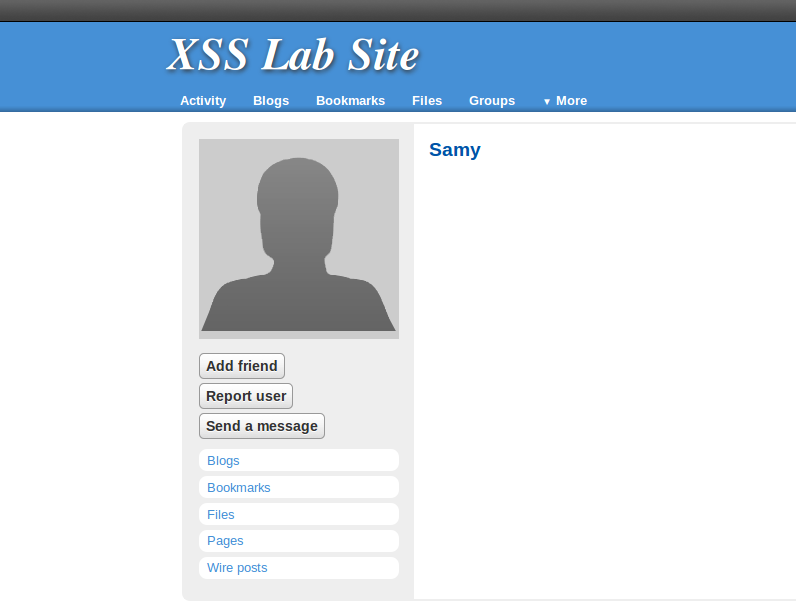 XSS Lab Site
Activity Blogs Bookmarks Files Groups ▼ More
Samy
Add friend
Report user
Send a message
Blogs
Bookmarks
Files
Pages
Wire posts